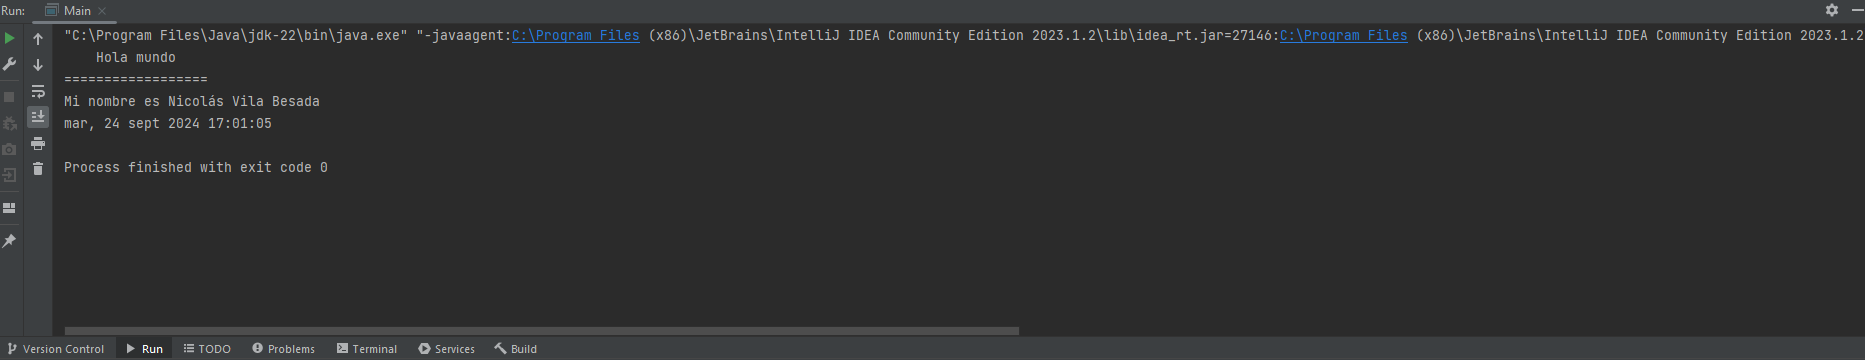 Run: Main
"C:\Program Files\Java\jdk-22\bin\java.exe" "-javaagent:C:\Program Files (x86)\JetBrains\IntelliJ IDEA Community Edition 2023.1.2\lib\idea_rt.jar=27146:C:\Program Files (x86)\JetBrains\IntelliJ IDEA Community Edition 2023.1.2
Hola mundo
==================
Mi nombre es Nicolás Vila Besada
mar, 24 sept 2024 17:01:05
Process finished with exit code 0
Version Control Run TODO Problems Terminal Services Build